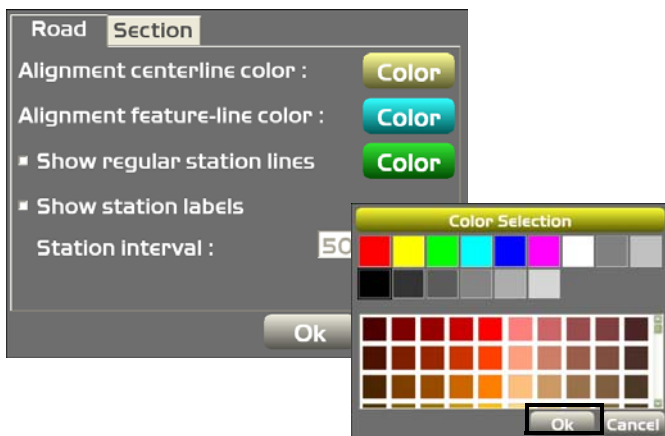 Road Section
Alignment centerline color : Color
Alignment feature-line color : Color
Show regular station lines Color
Show station labels
Station interval : 50
Ok
Color Selection
Ok Cancel